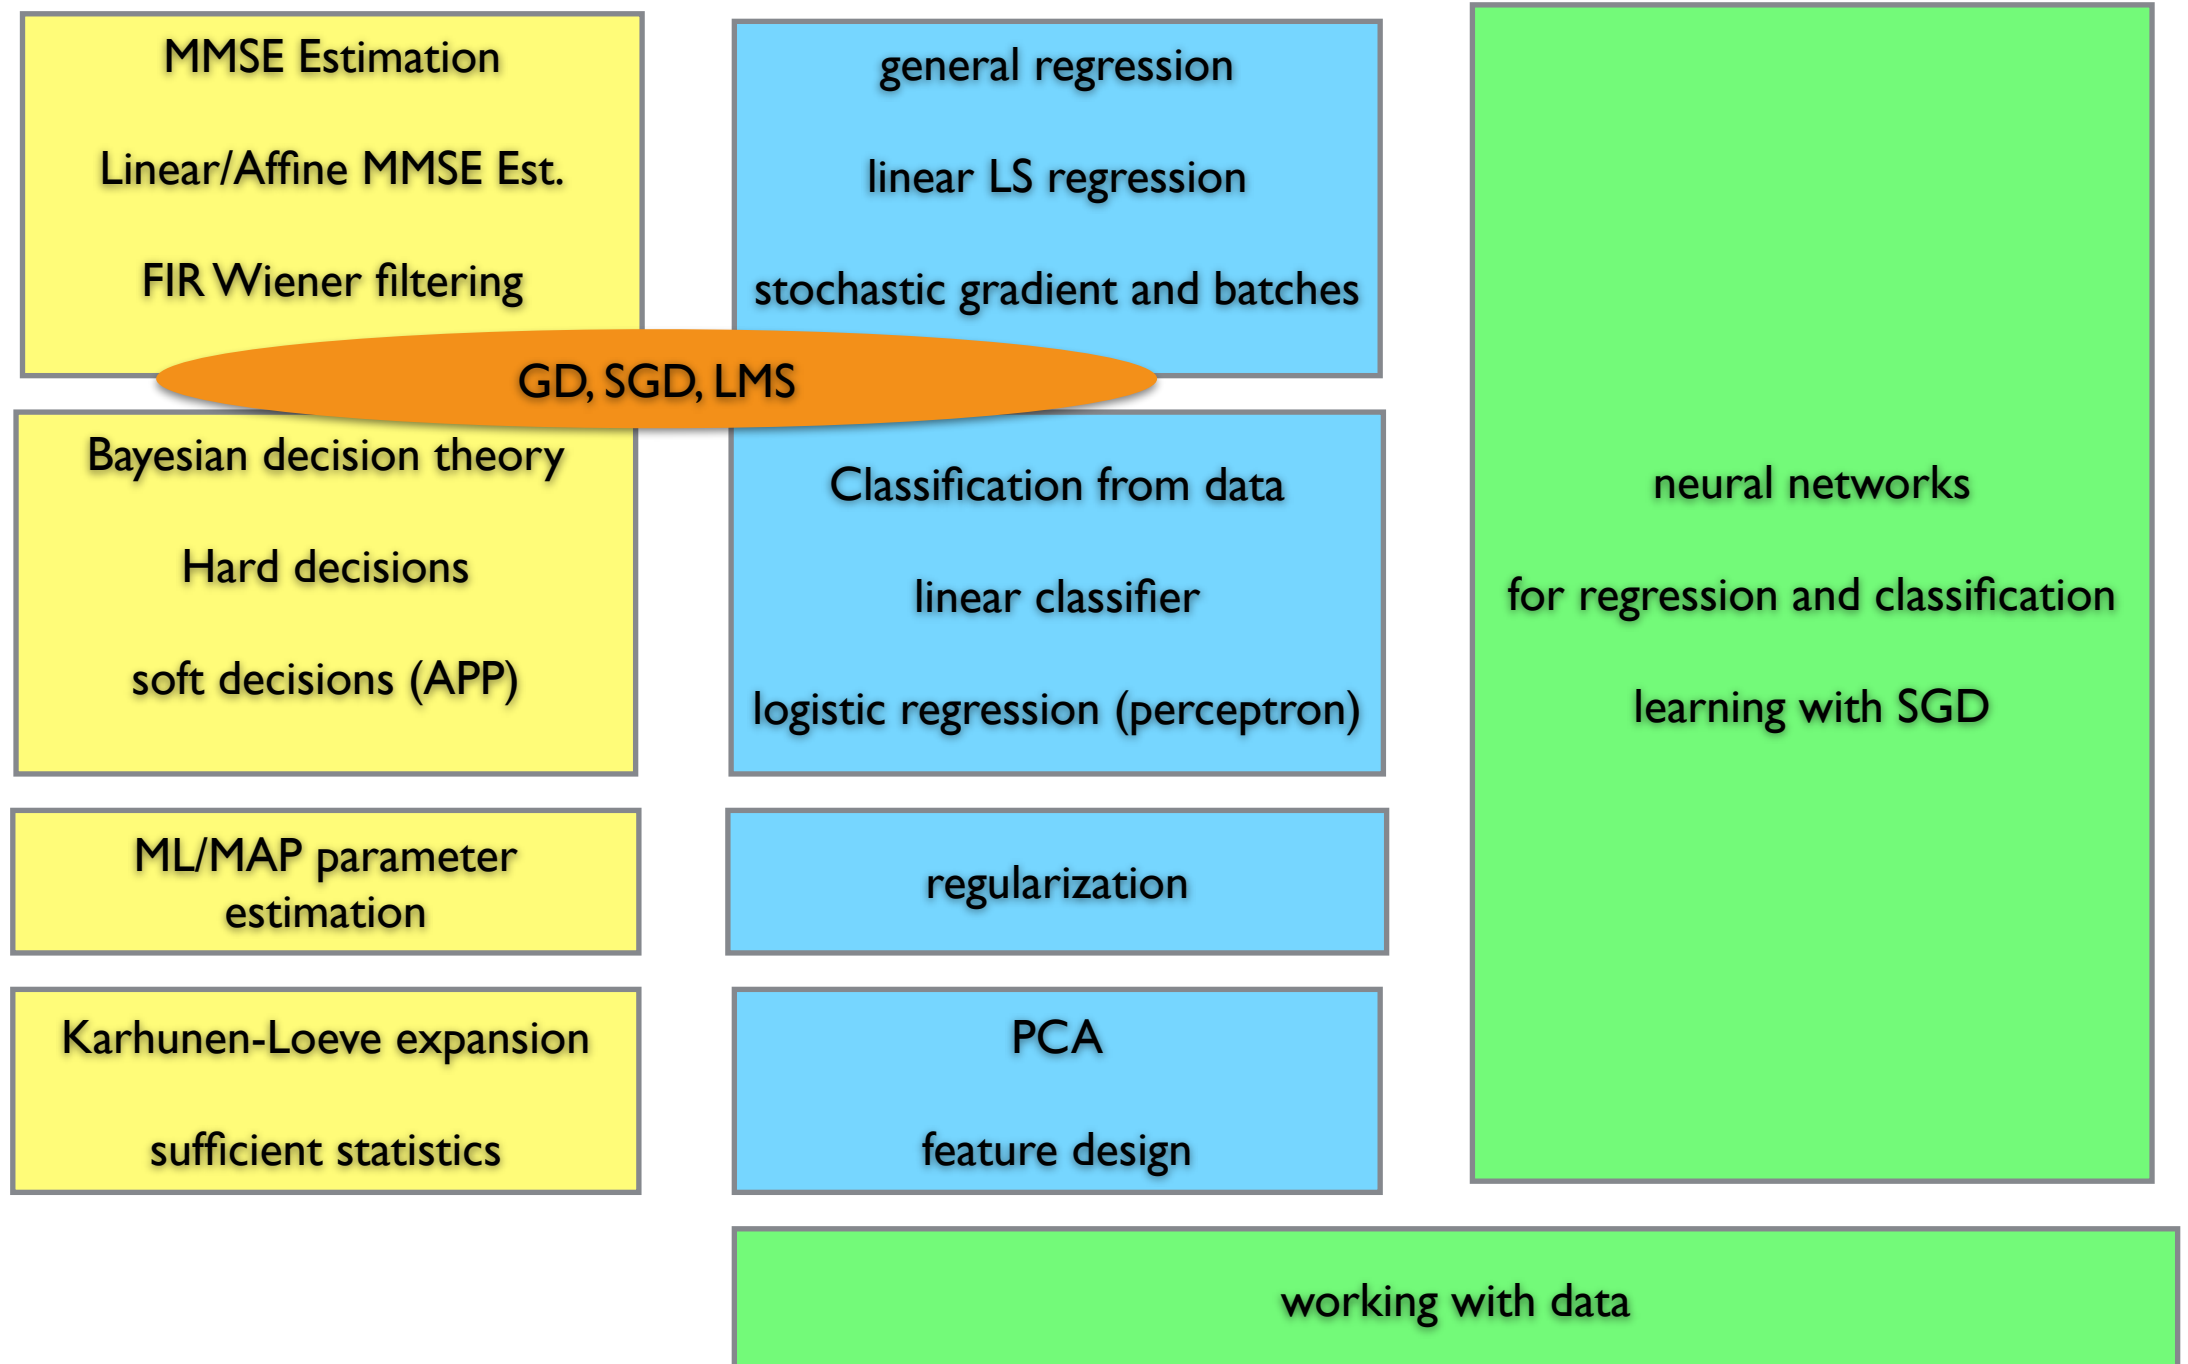 MMSE Estimation
Linear/Affine MMSE Est.
FIR Wiener filtering
general regression
linear LS regression
stochastic gradient and batches
GD, SGD, LMS
Bayesian decision theory
Hard decisions
soft decisions (APP)
Classification from data
linear classifier
logistic regression (perceptron)
neural networks
for regression and classification
learning with SGD
ML/MAP parameter
estimation
regularization
Karhunen-Loeve expansion
sufficient statistics
PCA
feature design
working with data